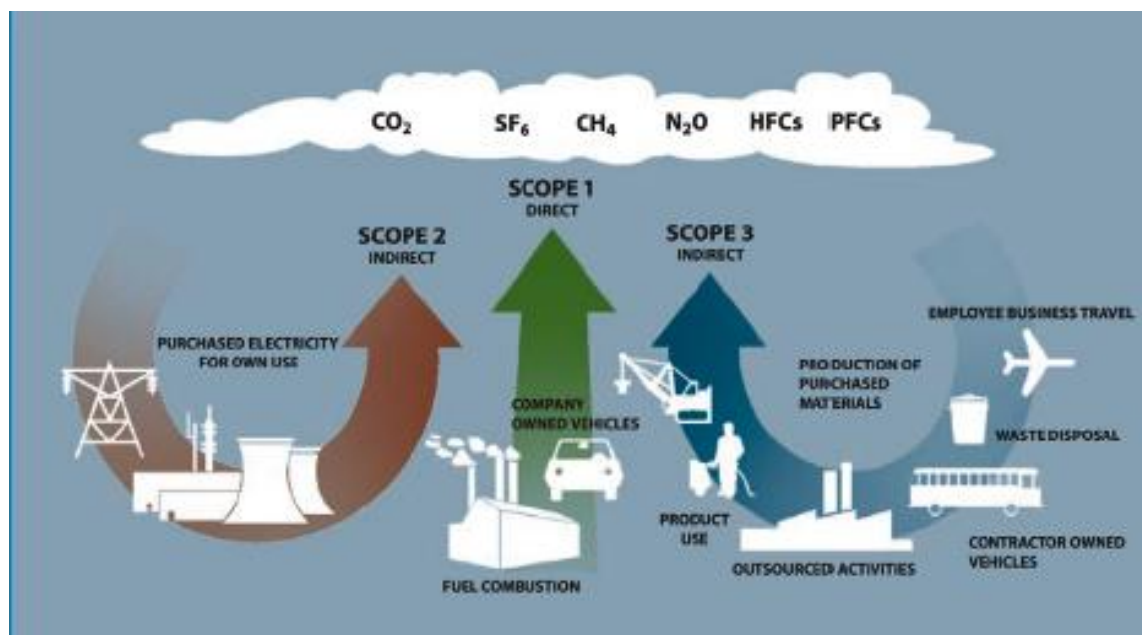 CO₂ SF₆ CH₄ N₂O HFCs PFCs
SCOPE 1
DIRECT
SCOPE 2
INDIRECT
SCOPE 3
INDIRECT
PURCHASED ELECTRICITY
FOR OWN USE
COMPANY
OWNED VEHICLES
FUEL COMBUSTION
EMPLOYEE BUSINESS TRAVEL
PRODUCTION OF
PURCHASED
MATERIALS
WASTE DISPOSAL
PRODUCT
USE
OUTSOURCED ACTIVITIES
CONTRACTOR OWNED
VEHICLES